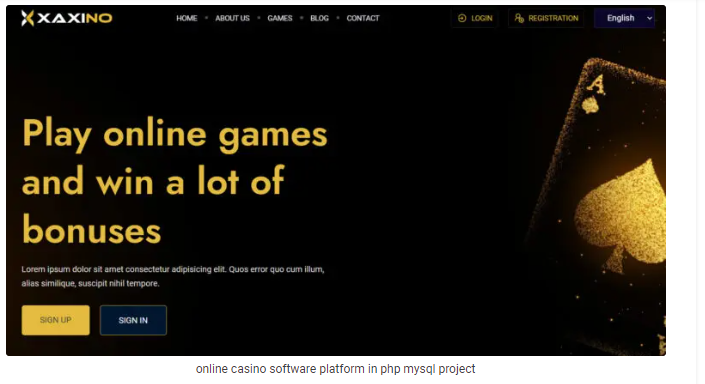 XAXINO HOME ABOUT US GAMES BLOG CONTACT LOGIN REGISTRATION English
A
Play online games
and win a lot of
bonuses
Lorem ipsum dolor sit amet consectetur adipisicing elit. Quos error quo cum illum,
alias similique, suscipit nihil tempore.
SIGN UP SIGN IN
online casino software platform in php mysql project